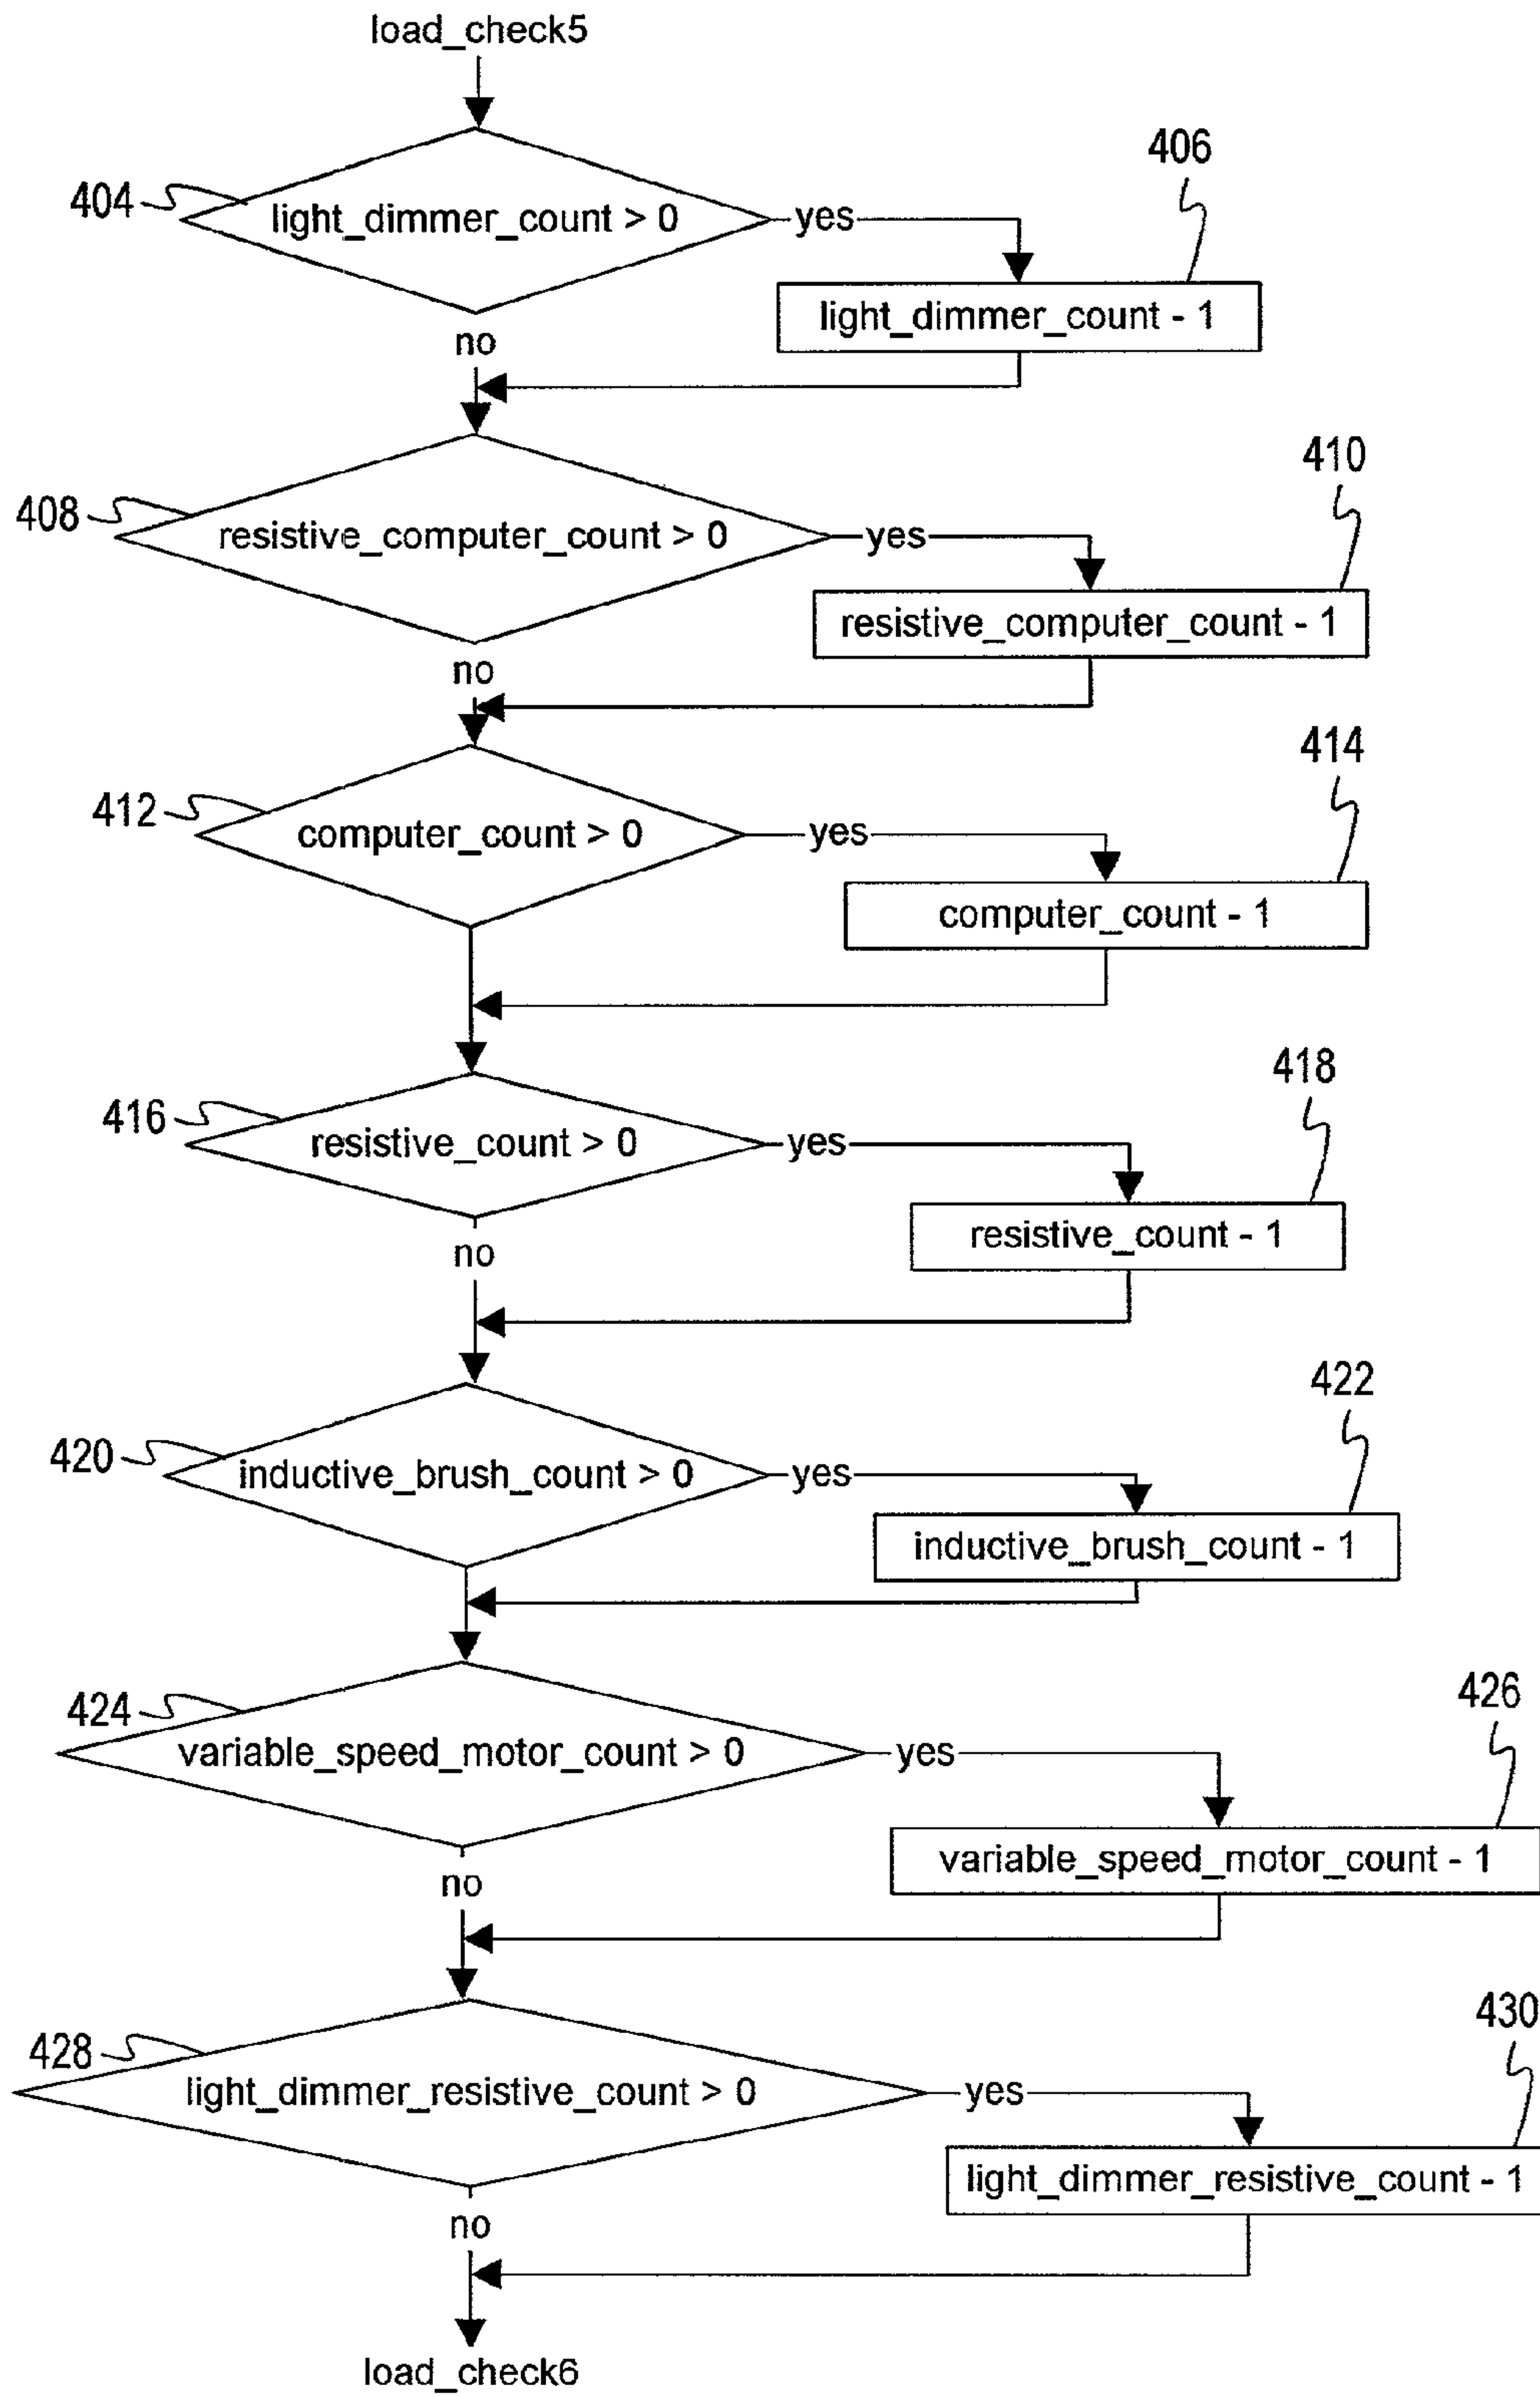 load_check5
404
light_dimmer_count > 0
yes
406
light_dimmer_count - 1
no
408
resistive_computer_count > 0
yes
410
resistive_computer_count - 1
no
412
computer_count > 0
yes
414
computer_count - 1
416
resistive_count > 0
yes
418
resistive_count - 1
no
420
inductive_brush_count > 0
yes
422
inductive_brush_count - 1
424
variable_speed_motor_count > 0
yes
426
variable_speed_motor_count - 1
no
428
light_dimmer_resistive_count > 0
yes
430
light_dimmer_resistive_count - 1
no
load_check6